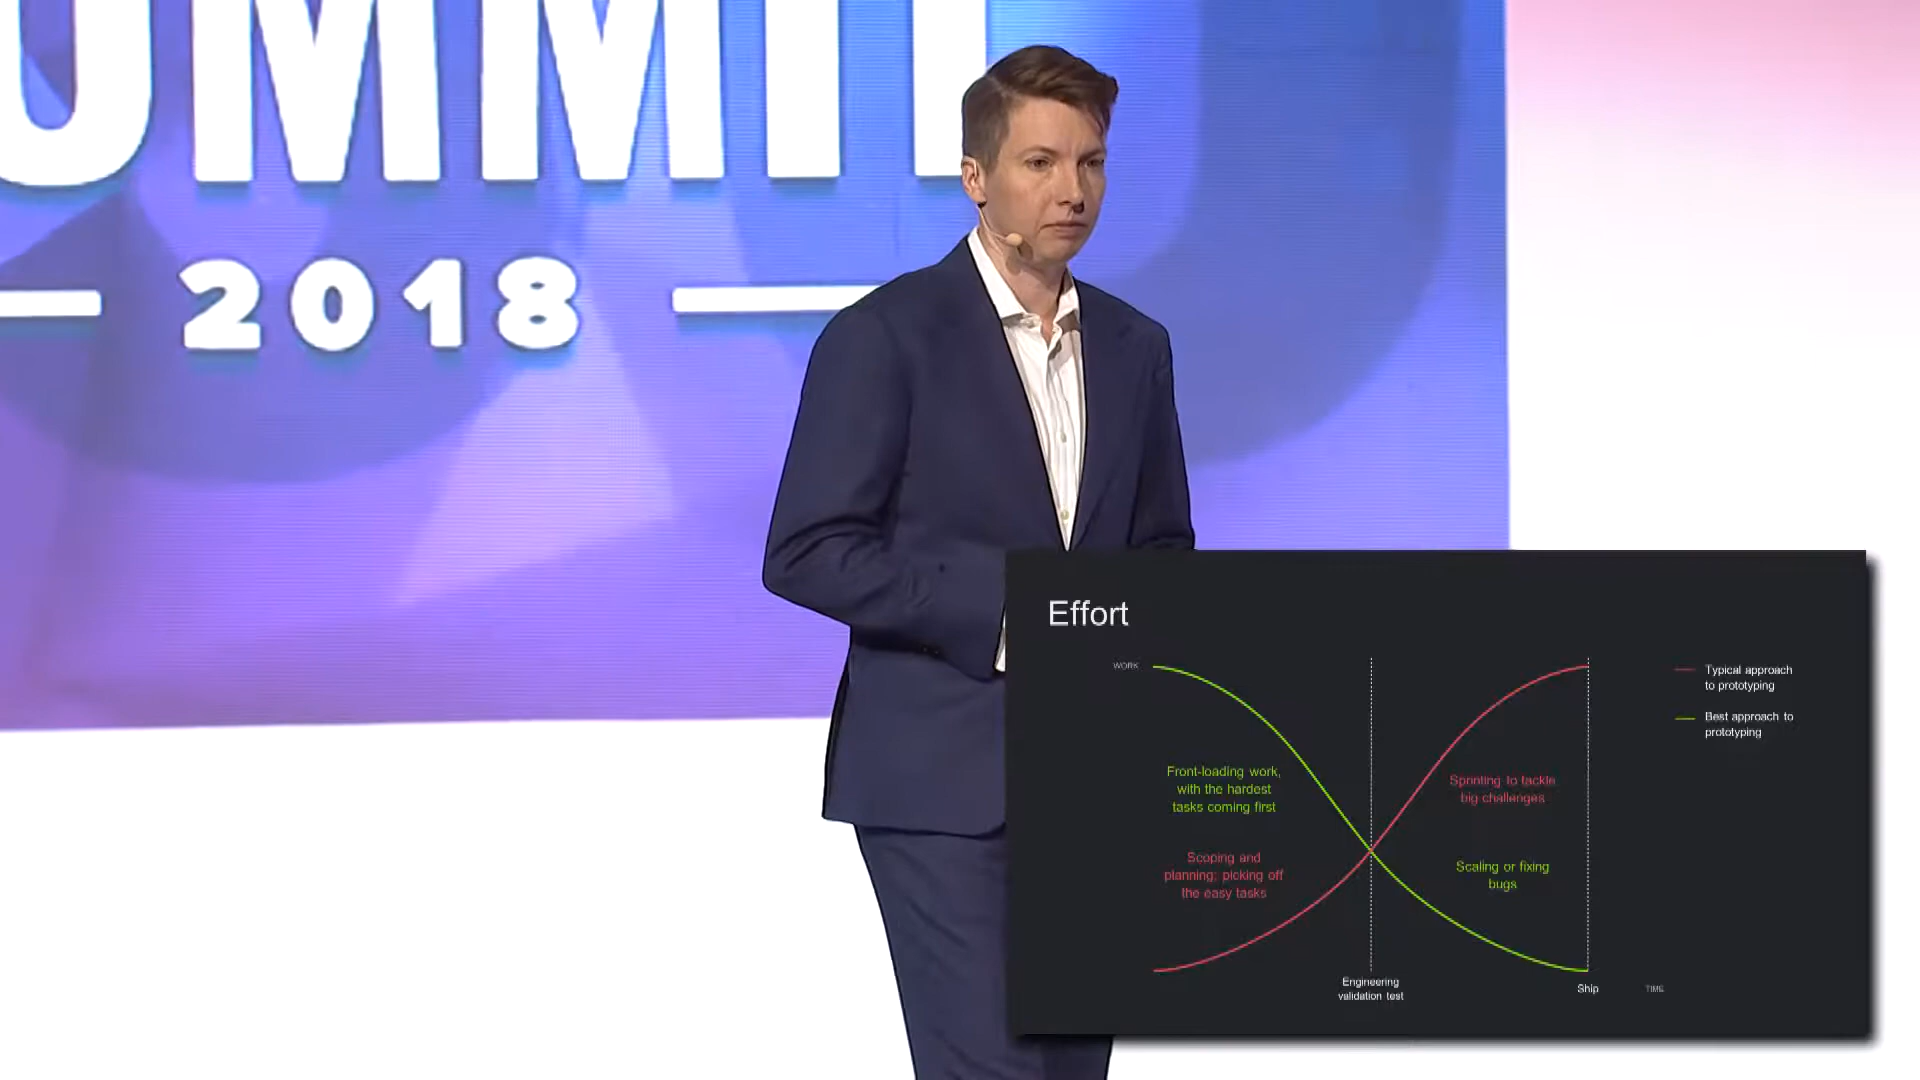 SUMMIT
2018
Effort
WORK
Typical approach
to prototyping
Best approach to
prototyping
Front-loading work,
with the hardest
tasks coming first
Sprinting to tackle
big challenges
Scoping and
planning; picking off
the easy tasks
Scaling or fixing
bugs
Engineering
validation test
Ship
TIME